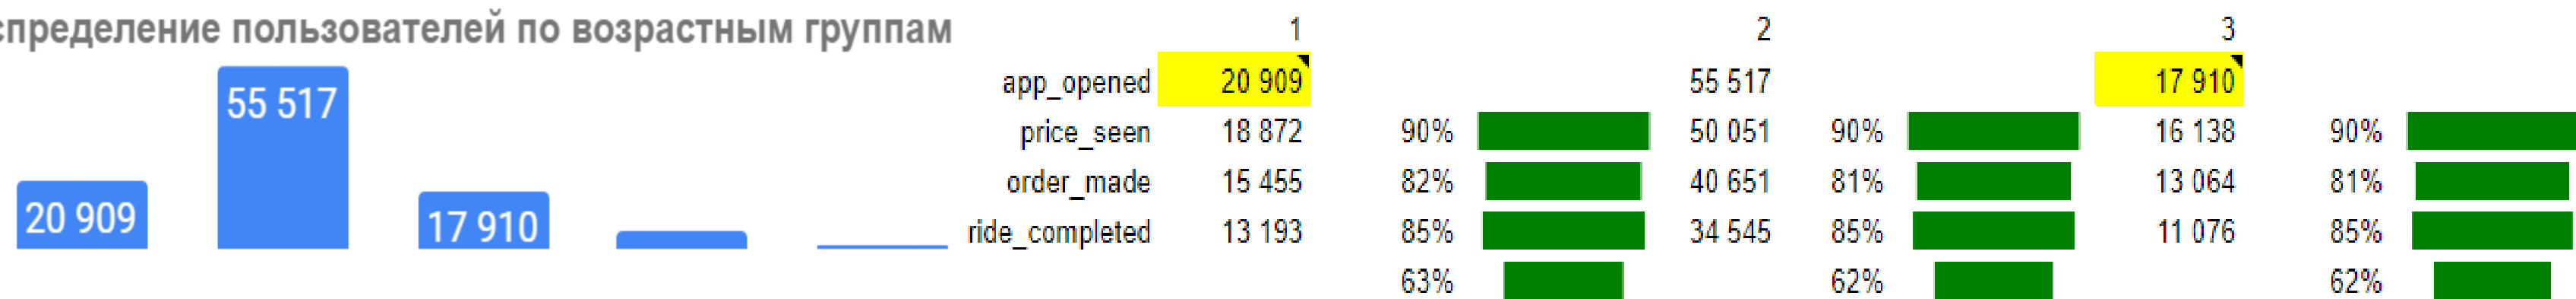 спределение пользователей по возрастным группам
55 517
20 909
17 910
1 2 3
app_opened 20 909 55 517 17 910
price_seen 18 872 90% 50 051 90% 16 138 90%
order_made 15 455 82% 40 651 81% 13 064 81%
ride_completed 13 193 85% 34 545 85% 11 076 85%
63% 62% 62%